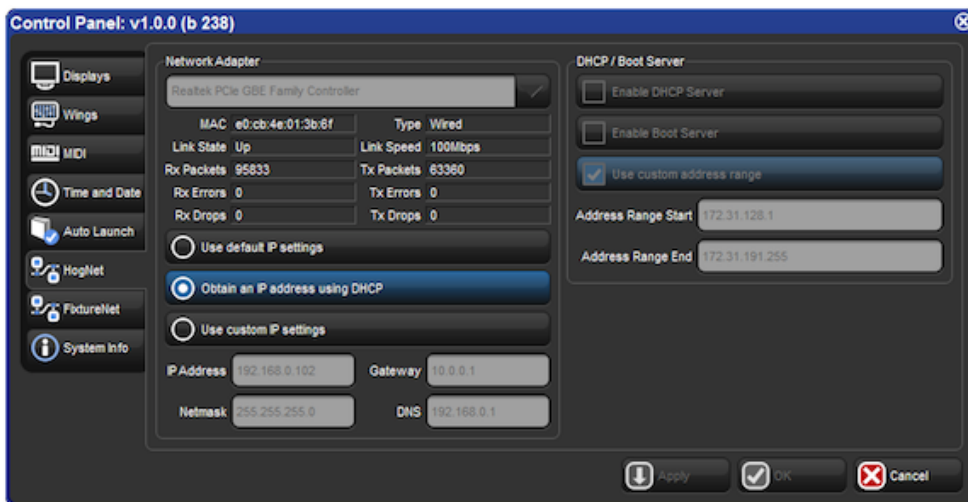 Control Panel: v1.0.0 (b 238)
Displays
Wings
MIDI
MIDI
Time and Date
Auto Launch
HogNet
FixtureNet
System Info
Network Adapter
Realtek PCIe GBE Family Controller
MAC e0:cb:4e:01:3b:6f Type Wired
Link State Up Link Speed 100Mbps
Rx Packets 95833 Tx Packets 63360
Rx Errors 0 Tx Errors 0
Rx Drops 0 Tx Drops 0
Use default IP settings
Obtain an IP address using DHCP
Use custom IP settings
IP Address 192.168.0.102 Gateway 10.0.0.1
Netmask 255.255.255.0 DNS 192.168.0.1
DHCP / Boot Server
Enable DHCP Server
Enable Boot Server
Use custom address range
Address Range Start 172.31.128.1
Address Range End 172.31.191.255
Apply
OK
Cancel